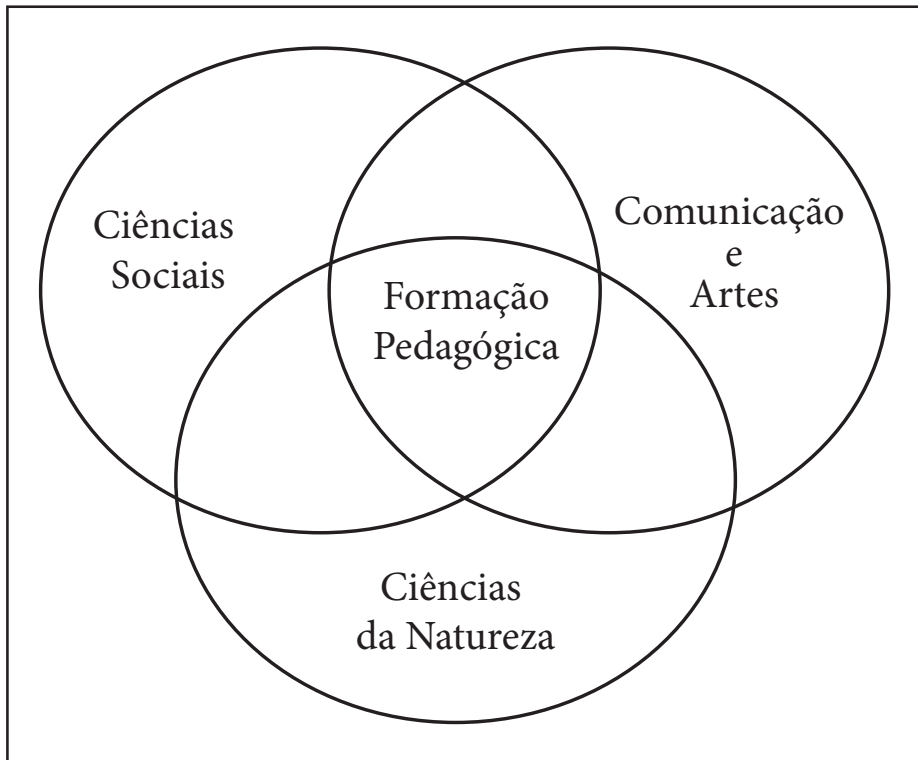 Ciências
Sociais
Comunicação
e
Artes
Formação
Pedagógica
Ciências
da Natureza